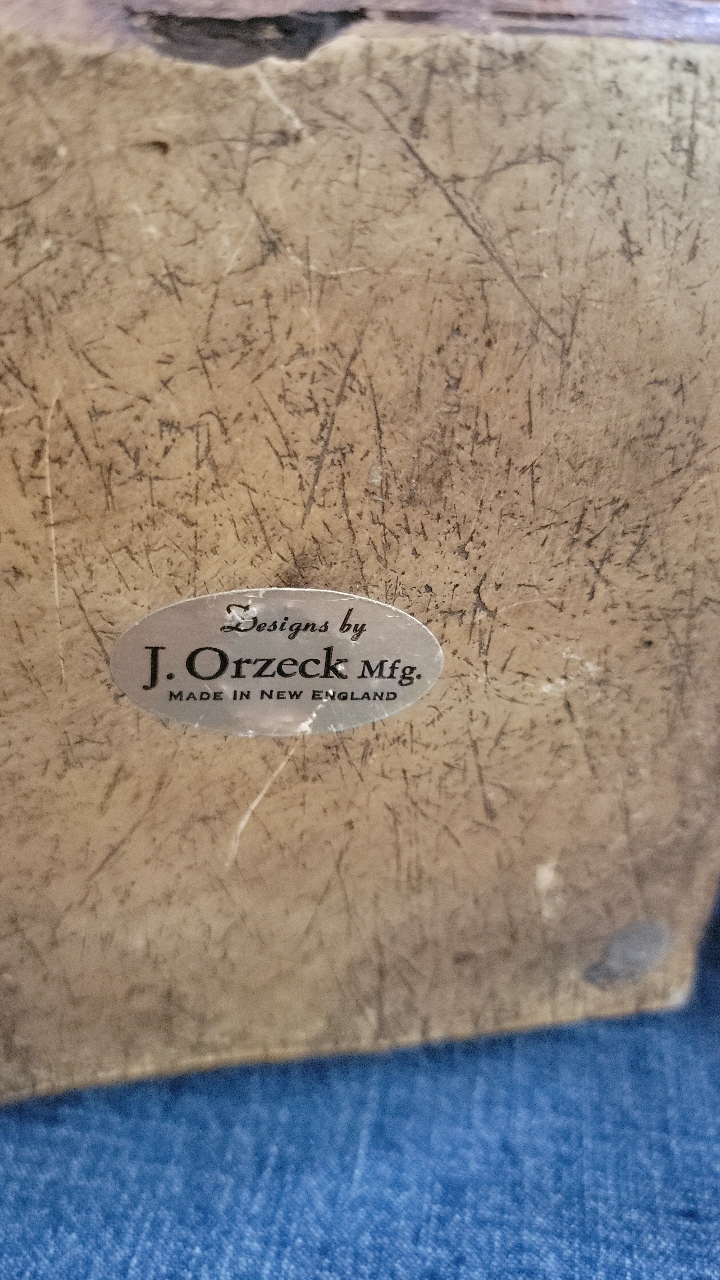 Designs by
J. Orzeck Mfg.
MADE IN NEW ENGLAND